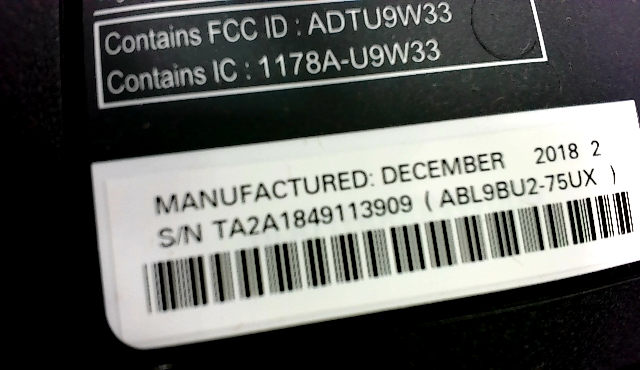 Contains FCC ID : ADTU9W33
Contains IC : 1178A-U9W33
MANUFACTURED: DECEMBER 2018 2
S/N TA2A1849113909 ( ABL9BU2-75UX )